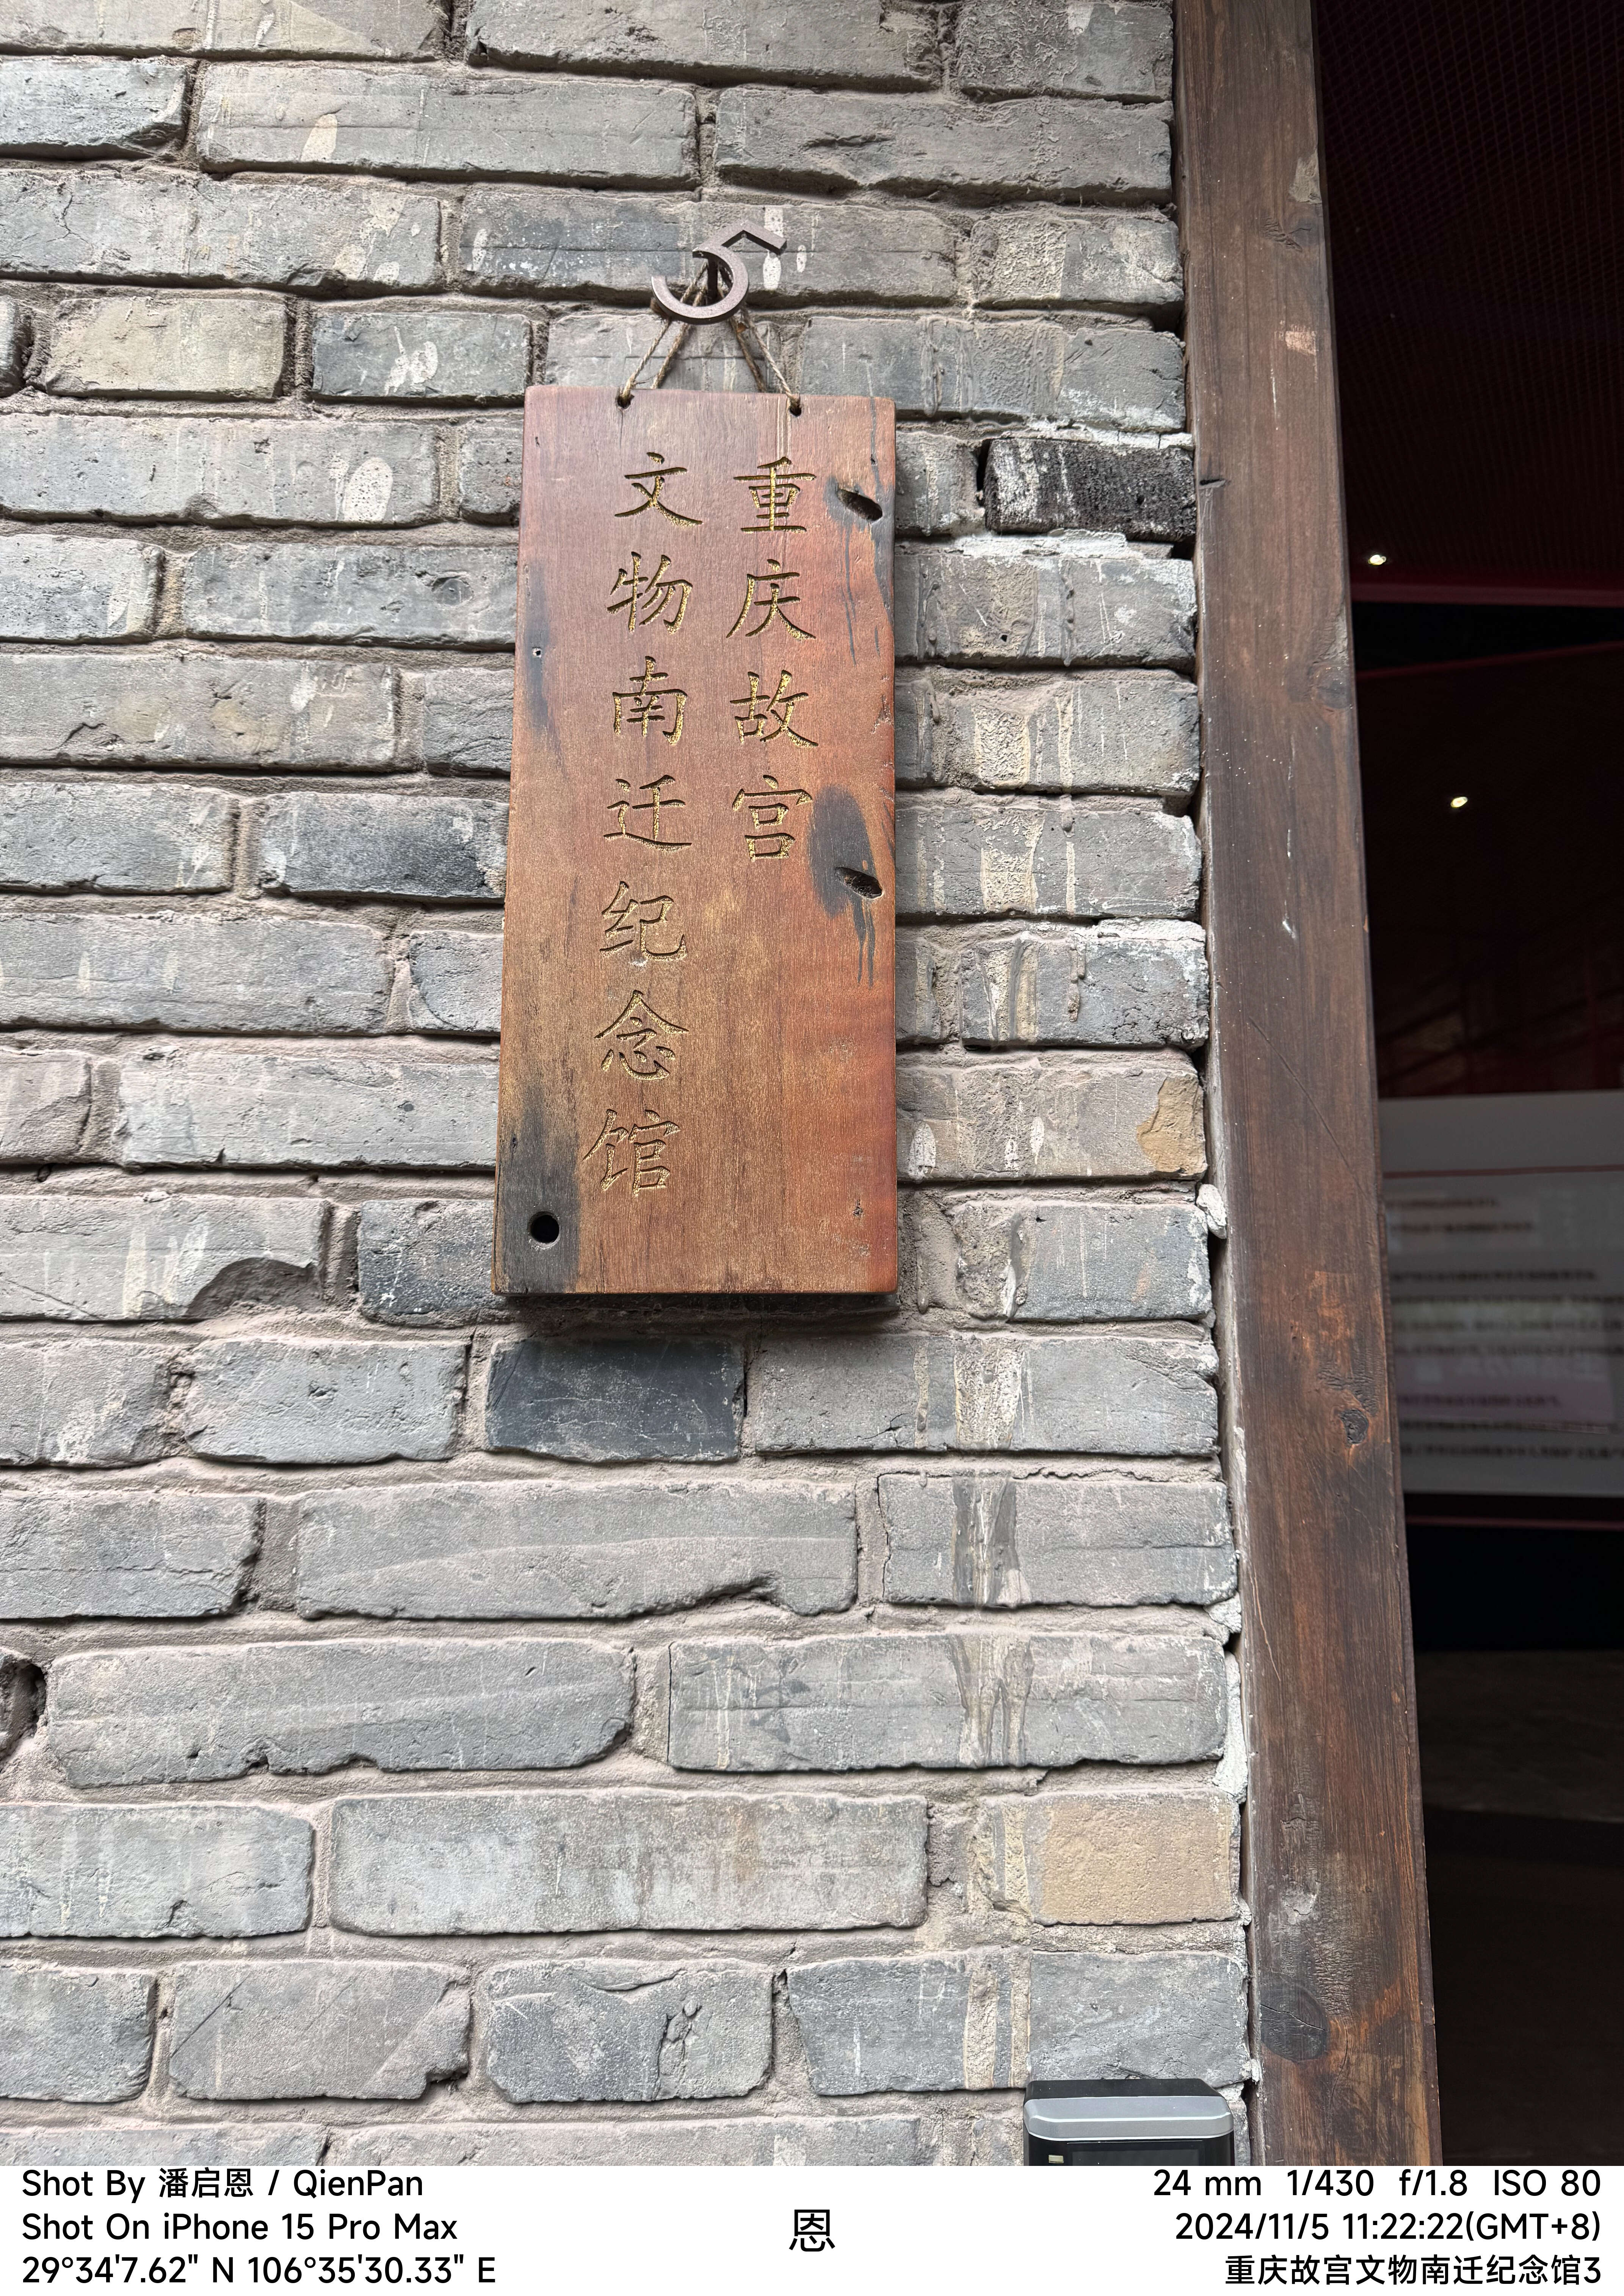 重庆故宫
文物南迁纪念馆
Shot By 潘启恩 / QienPan
Shot On iPhone 15 Pro Max
29°34'7.62" N 106°35'30.33" E
恩
24 mm 1/430 f/1.8 ISO 80
2024/11/5 11:22:22(GMT+8)
重庆故宫文物南迁纪念馆3